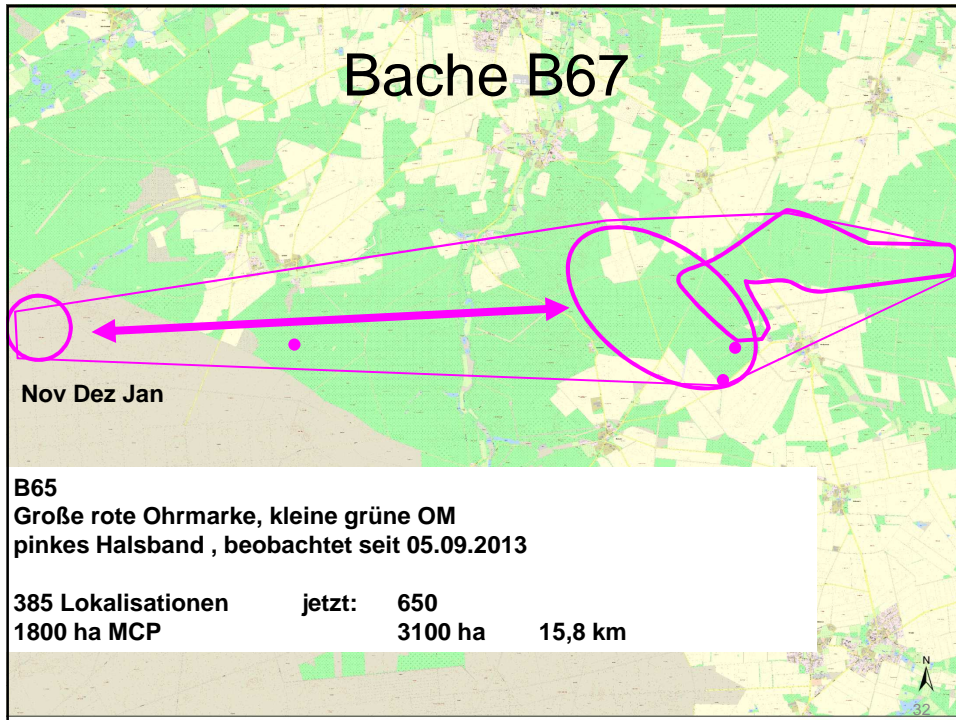 Bache B67
Nov Dez Jan
B65
Große rote Ohrmarke, kleine grüne OM
pinkes Halsband , beobachtet seit 05.09.2013
385 Lokalisationen jetzt: 650
1800 ha MCP 3100 ha 15,8 km
N
32